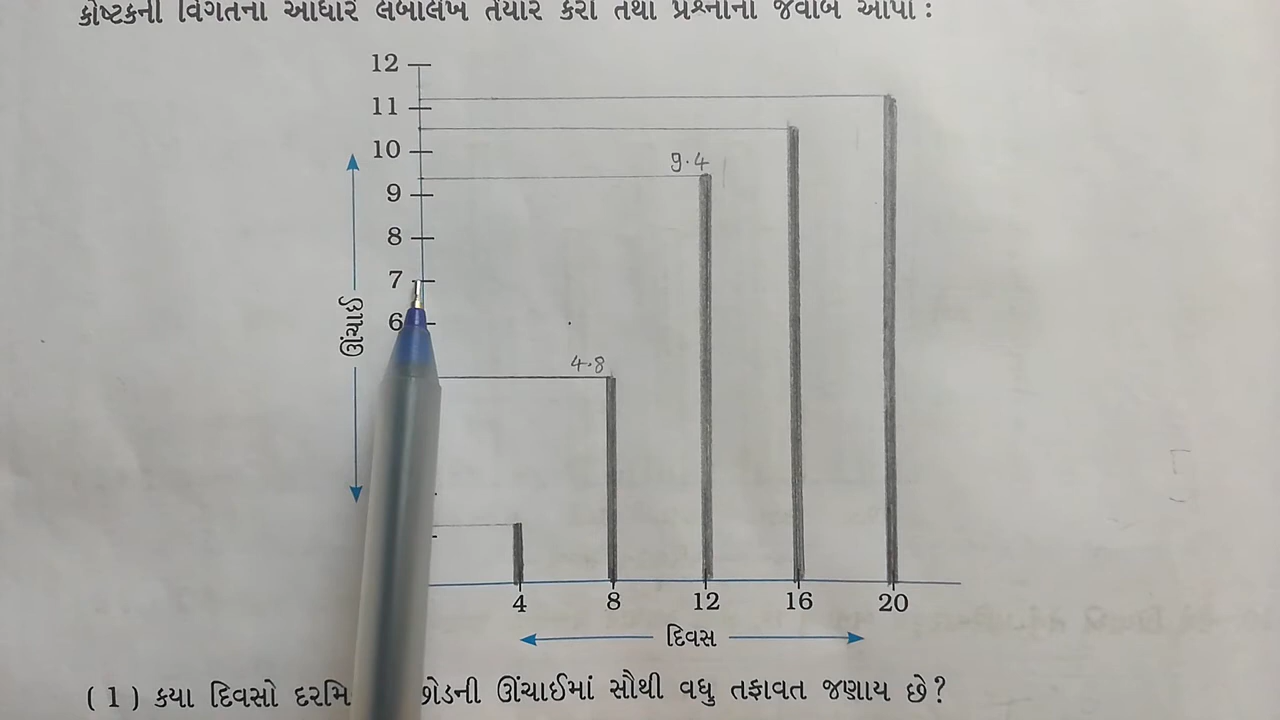 કોષ્ટકની વિગતના આધારે લંબાલેખ તૈયાર કરો તથા પ્રશ્નોના જવાબ આપો :
12
11
10
9.4
9
8
7
6
4.8
ઊંચાઈ
4 8 12 16 20
દિવસ
( 1 ) કયા દિવસો દરમિ છોડની ઊંચાઈમાં સૌથી વધુ તફાવત જણાય છે?